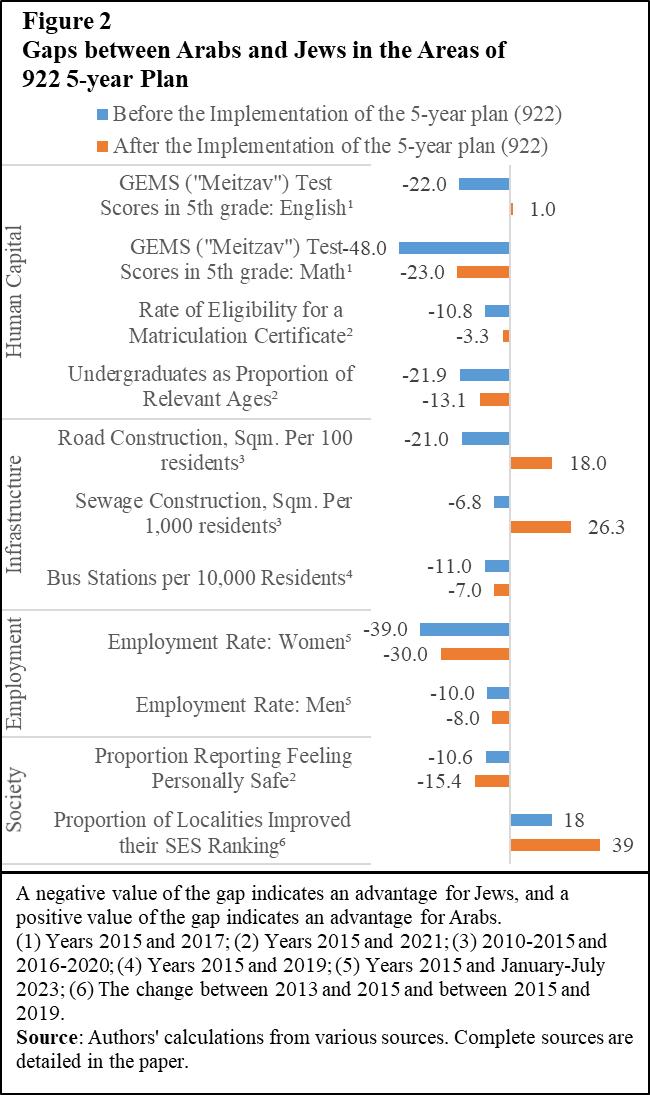 Figure 2
Gaps between Arabs and Jews in the Areas of
922 5-year Plan
Before the Implementation of the 5-year plan (922)
After the Implementation of the 5-year plan (922)
Human Capital
GEMS ("Meitzav") Test
Scores in 5th grade: English¹
-22.0
1.0
GEMS ("Meitzav") Test
Scores in 5th grade: Math¹
-48.0
-23.0
Rate of Eligibility for a
Matriculation Certificate²
-10.8
-3.3
Undergraduates as Proportion of
Relevant Ages²
-21.9
-13.1
Infrastructure
Road Construction, Sqm. Per 100
residents³
-21.0
18.0
Sewage Construction, Sqm. Per
1,000 residents³
-6.8
26.3
Bus Stations per 10,000 Residents⁴
-11.0
-7.0
Employment
Employment Rate: Women⁵
-39.0
-30.0
Employment Rate: Men⁵
-10.0
-8.0
Society
Proportion Reporting Feeling
Personally Safe²
-10.6
-15.4
Proportion of Localities Improved
their SES Ranking⁶
18
39
A negative value of the gap indicates an advantage for Jews, and a
positive value of the gap indicates an advantage for Arabs.
(1) Years 2015 and 2017; (2) Years 2015 and 2021; (3) 2010-2015 and
2016-2020; (4) Years 2015 and 2019; (5) Years 2015 and January-July
2023; (6) The change between 2013 and 2015 and between 2015 and
2019.
Source: Authors' calculations from various sources. Complete sources are
detailed in the paper.